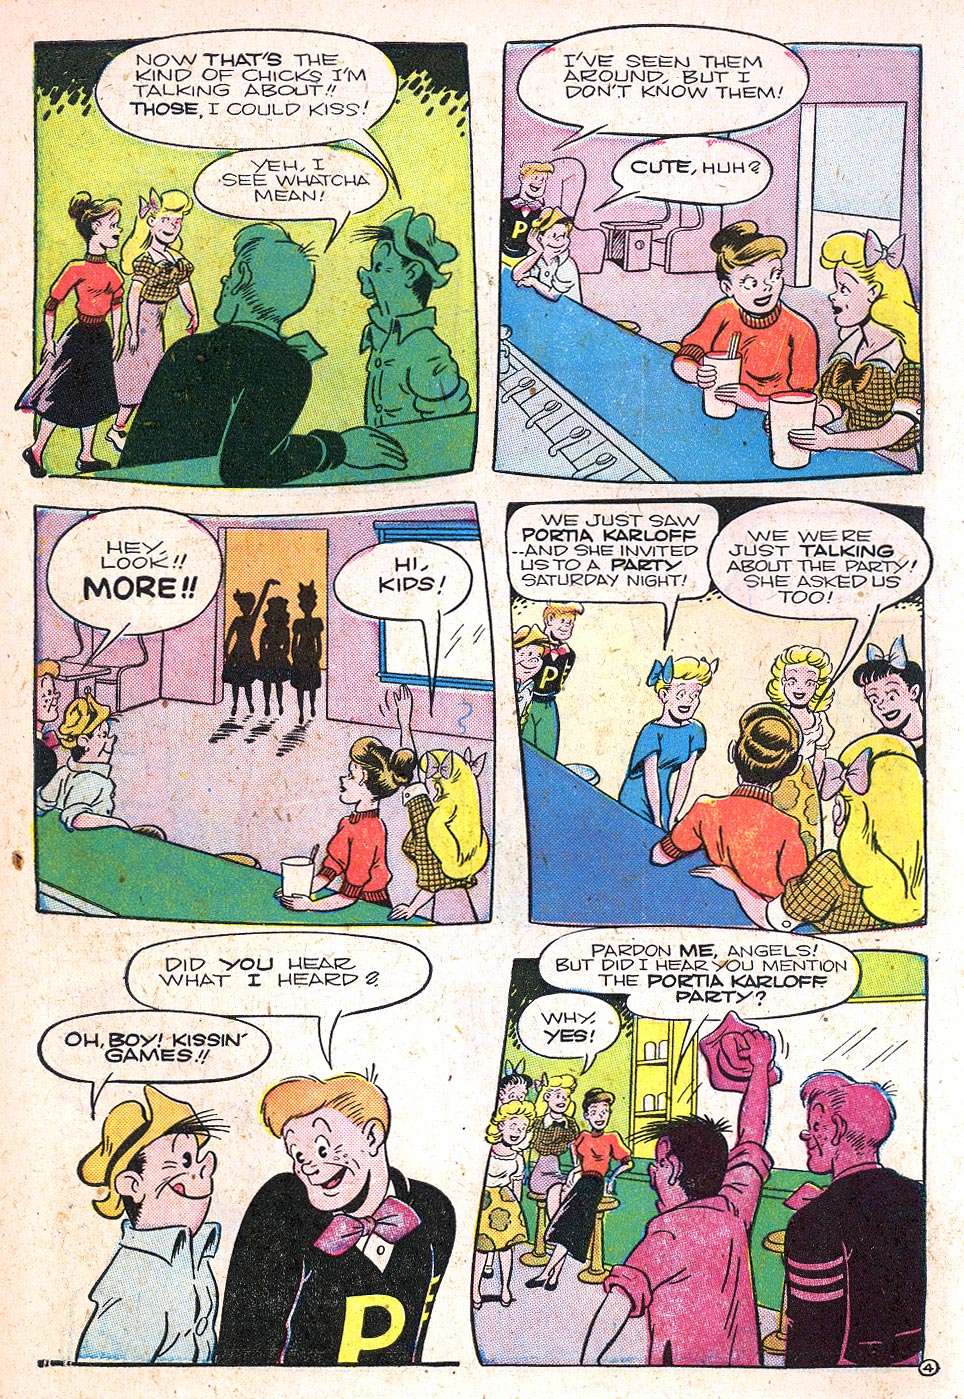 NOW THAT'S THE
KIND OF CHICKS I'M
TALKING ABOUT!!
THOSE, I COULD KISS!
YEH, I
SEE WHATCHA
MEAN!
I'VE SEEN THEM
AROUND, BUT I
DON'T KNOW THEM!
CUTE, HUH?
P
HEY,
LOOK!!
MORE!!
HI,
KIDS!
WE JUST SAW
PORTIA KARLOFF
--AND SHE INVITED
US TO A PARTY
SATURDAY NIGHT!
WE WERE
JUST TALKING
ABOUT THE PARTY!
SHE ASKED US
TOO!
P
DID YOU HEAR
WHAT I HEARD?
OH, BOY! KISSIN'
GAMES!!
P
PARDON ME, ANGELS!
BUT DID I HEAR YOU MENTION
THE PORTIA KARLOFF
PARTY?
WHY,
YES!
4